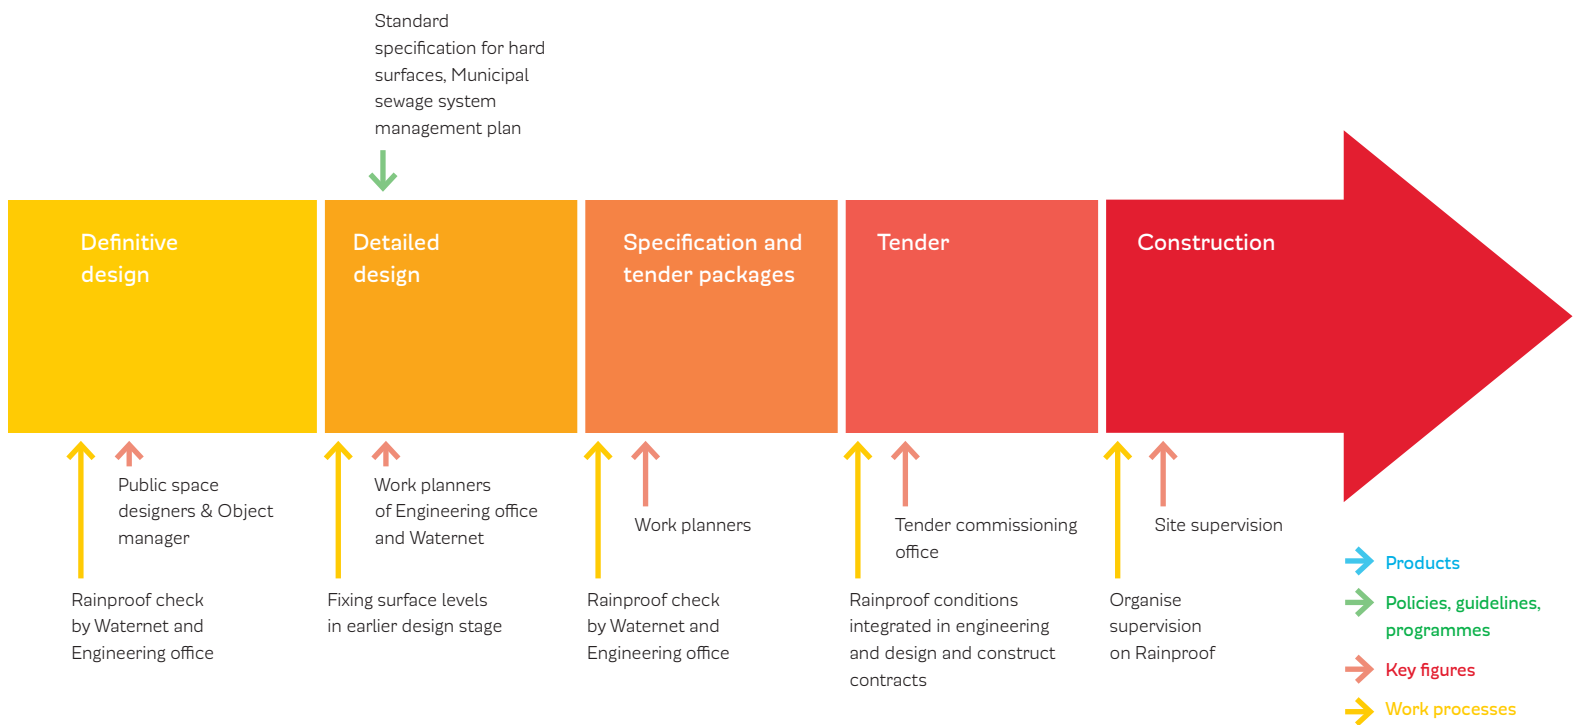 Standard
specification for hard
surfaces, Municipal
sewage system
management plan
Definitive
design
Detailed
design
Specification and
tender packages
Tender
Construction
Public space
designers & Object
manager
Work planners
of Engineering office
and Waternet
Work planners
Tender commissioning
office
Site supervision
Rainproof check
by Waternet and
Engineering office
Fixing surface levels
in earlier design stage
Rainproof check
by Waternet and
Engineering office
Rainproof conditions
integrated in engineering
and design and construct
contracts
Organise
supervision
on Rainproof
Products
Policies, guidelines,
programmes
Key figures
Work processes